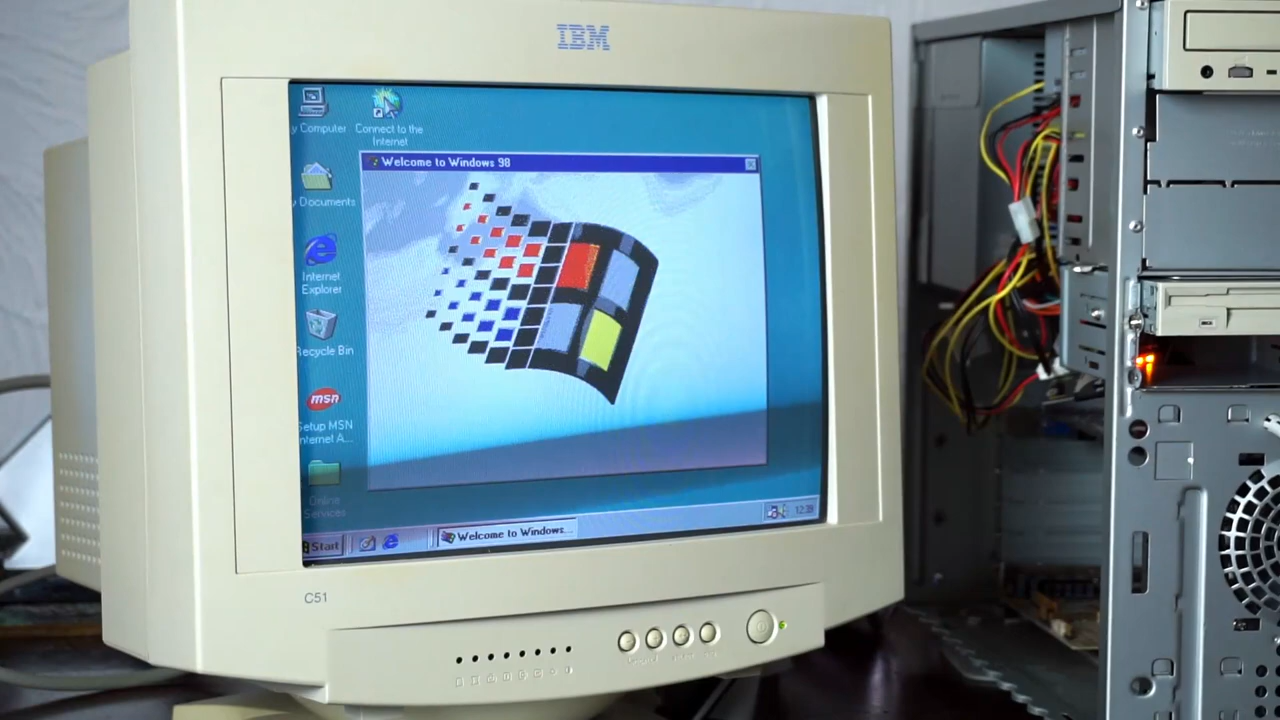 IBM
y Computer
Connect to the
Internet
Welcome to Windows 98
y Documents
Internet
Explorer
Recycle Bin
msn
Setup MSN
Internet A...
Online
Services
Start
Welcome to Windows...
12:39
C51